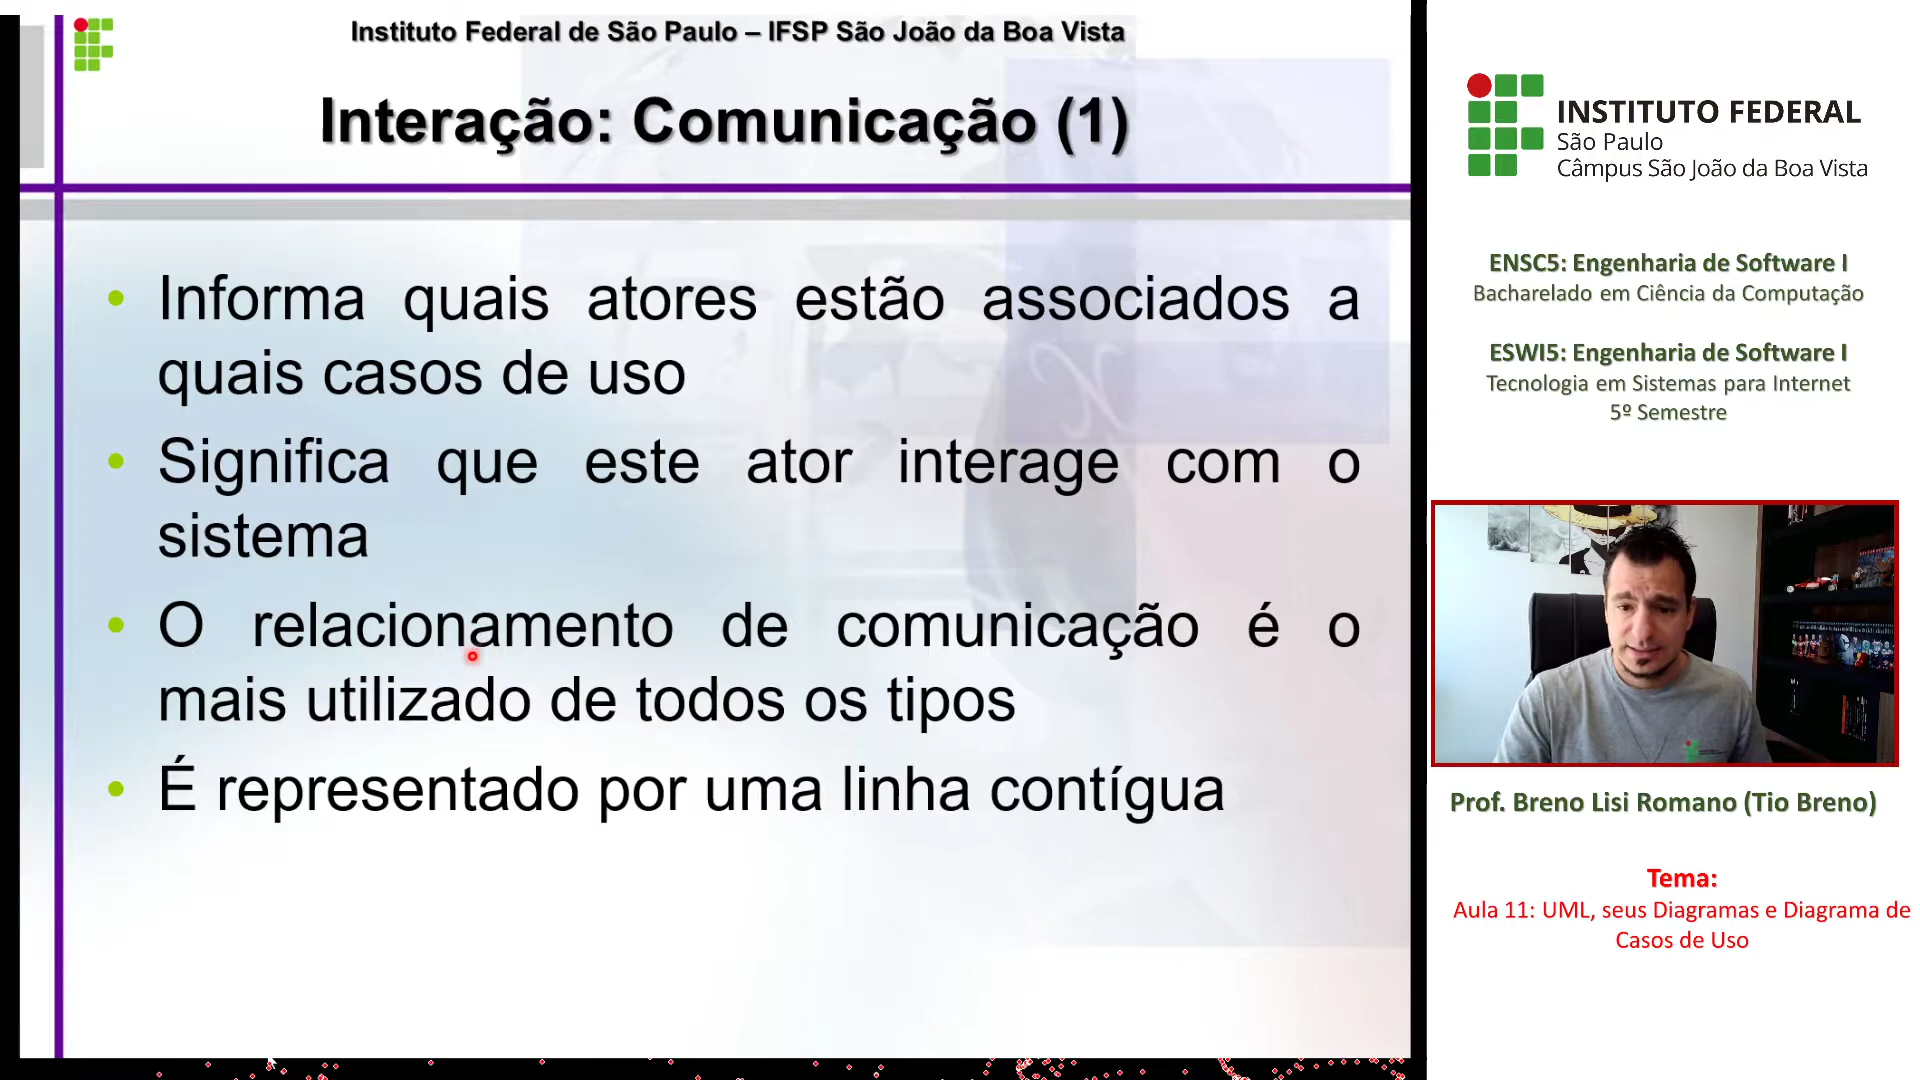 Instituto Federal de São Paulo – IFSP São João da Boa Vista
Interação: Comunicação (1)
• Informa quais atores estão associados a
quais casos de uso
• Significa que este ator interage com o
sistema
• O relacionamento de comunicação é o
mais utilizado de todos os tipos
• É representado por uma linha contígua
INSTITUTO FEDERAL
São Paulo
Câmpus São João da Boa Vista
ENSC5: Engenharia de Software I
Bacharelado em Ciência da Computação
ESWI5: Engenharia de Software I
Tecnologia em Sistemas para Internet
5º Semestre
Prof. Breno Lisi Romano (Tio Breno)
Tema:
Aula 11: UML, seus Diagramas e Diagrama de
Casos de Uso